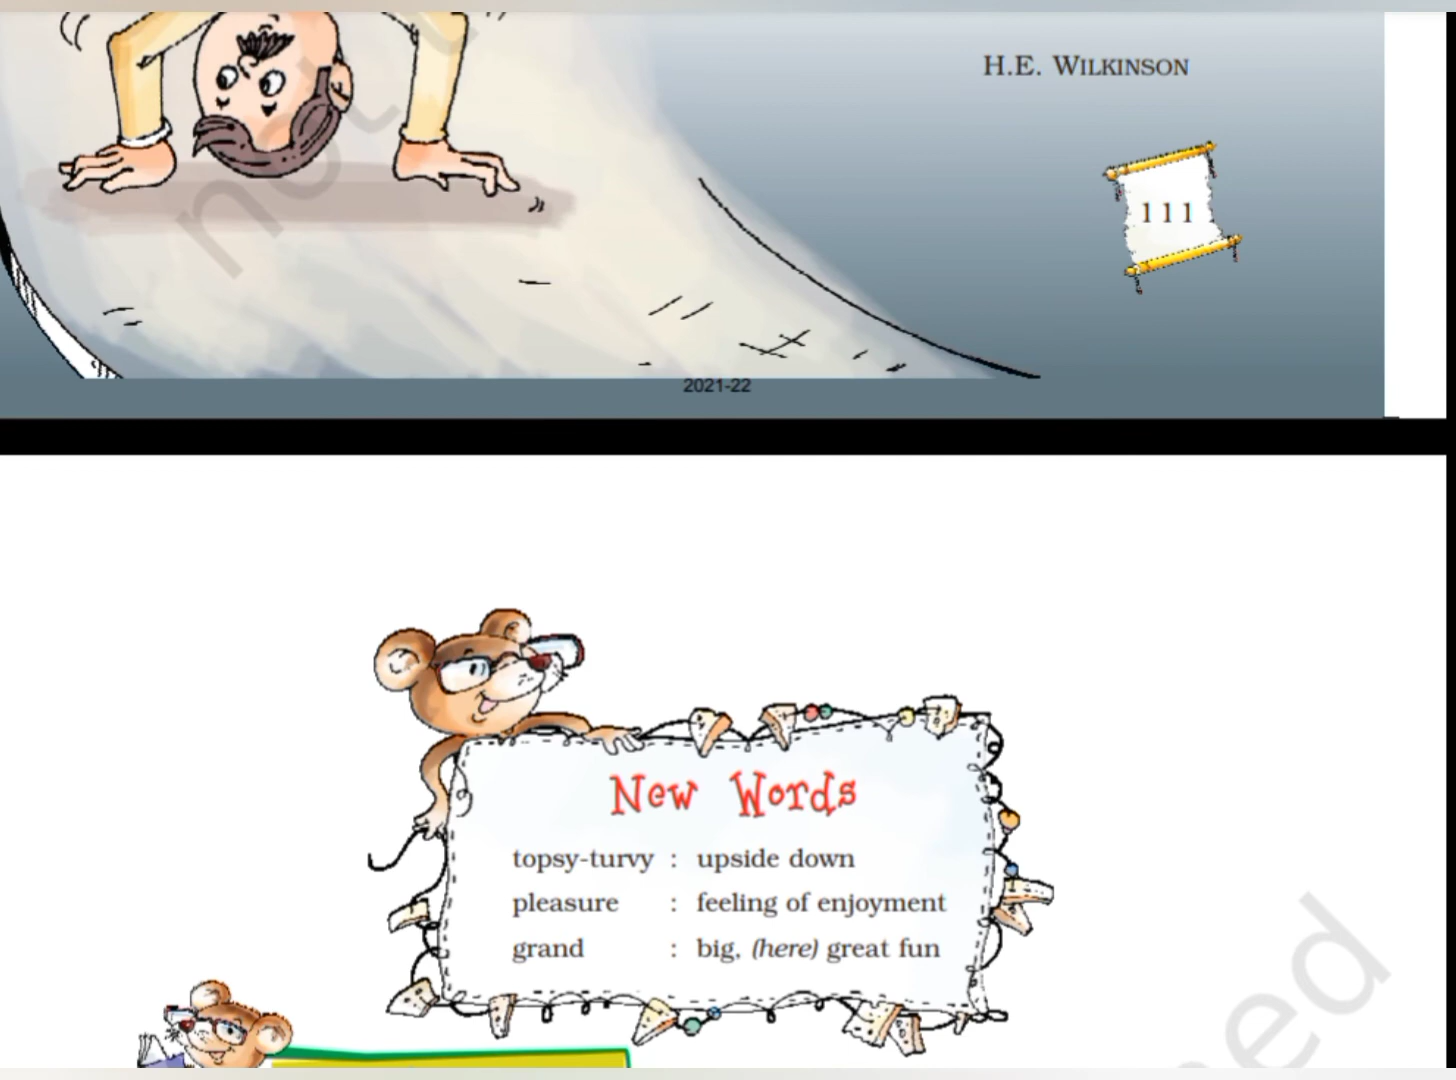 H.E. WILKINSON
111
2021-22
New Words
topsy-turvy : upside down
pleasure : feeling of enjoyment
grand : big, (here) great fun